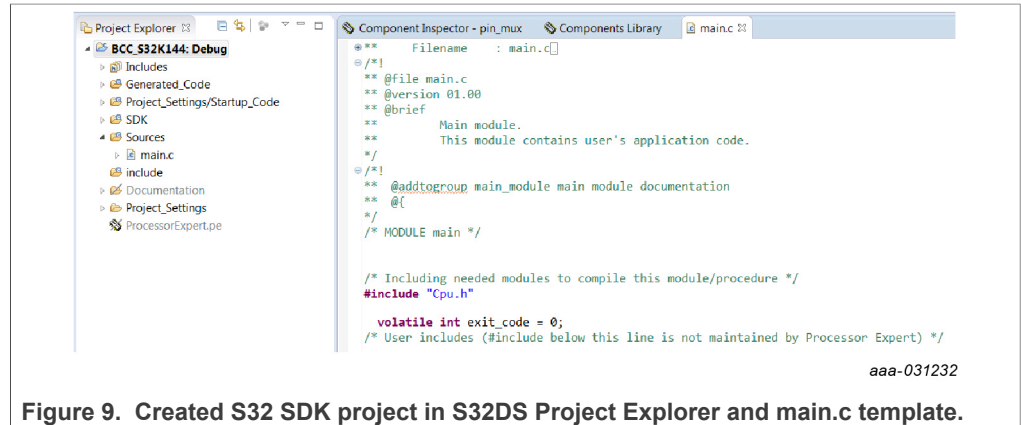 Project Explorer
BCC_S32K144: Debug
Includes
Generated_Code
Project_Settings/Startup_Code
SDK
Sources
main.c
include
Documentation
Project_Settings
ProcessorExpert.pe
Component Inspector - pin_mux
Components Library
main.c
** Filename : main.c
/*!
** @file main.c
** @version 01.00
** @brief
** Main module.
** This module contains user's application code.
*/
/*!
** @addtogroup main_module main module documentation
** @{
*/
/* MODULE main */
/* Including needed modules to compile this module/procedure */
#include "Cpu.h"
volatile int exit_code = 0;
/* User includes (#include below this line is not maintained by Processor Expert) */
aaa-031232
Figure 9. Created S32 SDK project in S32DS Project Explorer and main.c template.